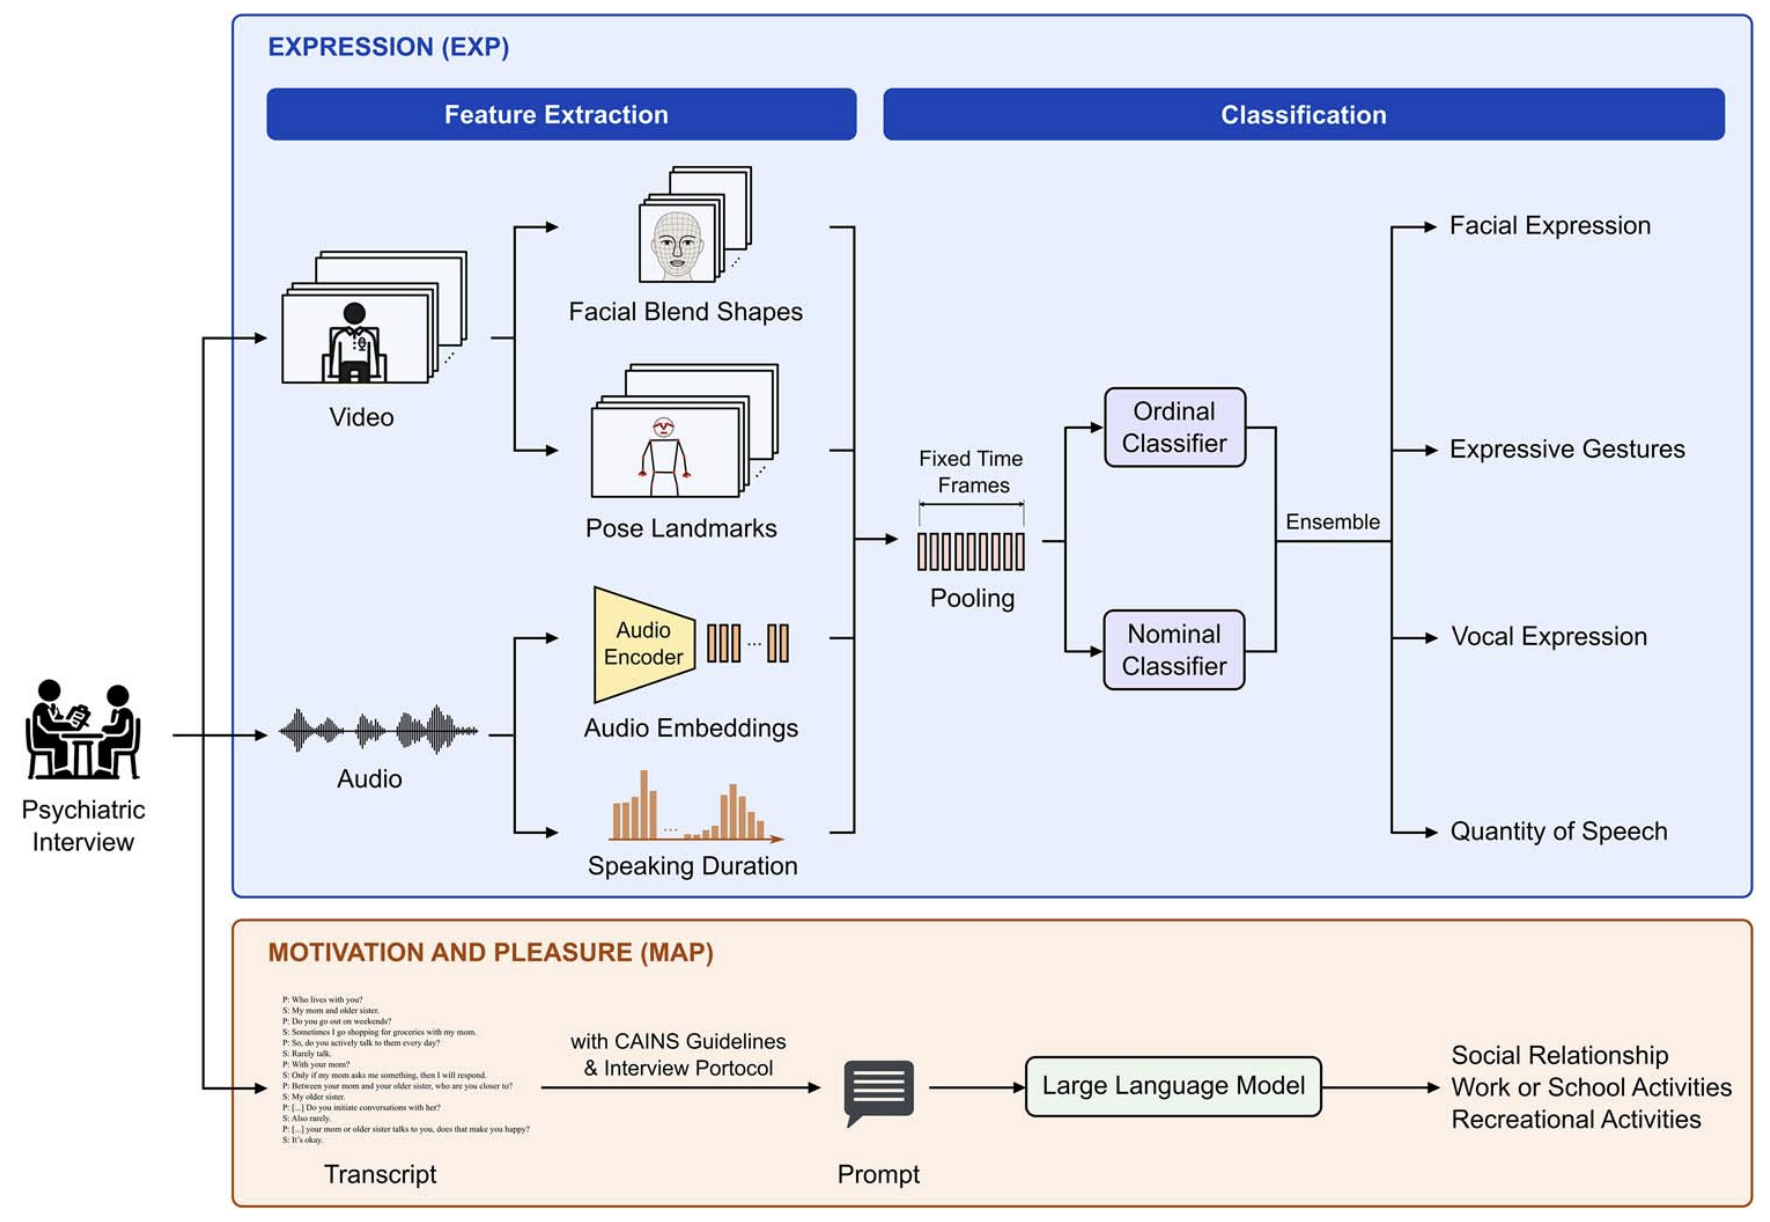 EXPRESSION (EXP)
Feature Extraction
Classification
Video
Facial Blend Shapes
Pose Landmarks
Audio
Encoder
...
Audio Embeddings
Audio
...
Speaking Duration
Fixed Time
Frames
Pooling
Ordinal
Classifier
Nominal
Classifier
Ensemble
Facial Expression
Expressive Gestures
Vocal Expression
Quantity of Speech
Psychiatric
Interview
MOTIVATION AND PLEASURE (MAP)
P: Who lives with you?
S: My mom and older sister.
P: Do you go out on weekends?
S: Sometimes I go shopping for groceries with my mom.
P: So, do you actively talk to them every day?
S: Rarely talk.
P: With your mom?
S: Only if my mom asks me something, then I will respond.
P: Between your mom and your older sister, who are you closer to?
S: My older sister.
P: [...] Do you initiate conversations with her?
S: Also rarely.
P: [...] your mom or older sister talks to you, does that make you happy?
S: It's okay.
Transcript
with CAINS Guidelines
& Interview Portocol
Prompt
Large Language Model
Social Relationship
Work or School Activities
Recreational Activities